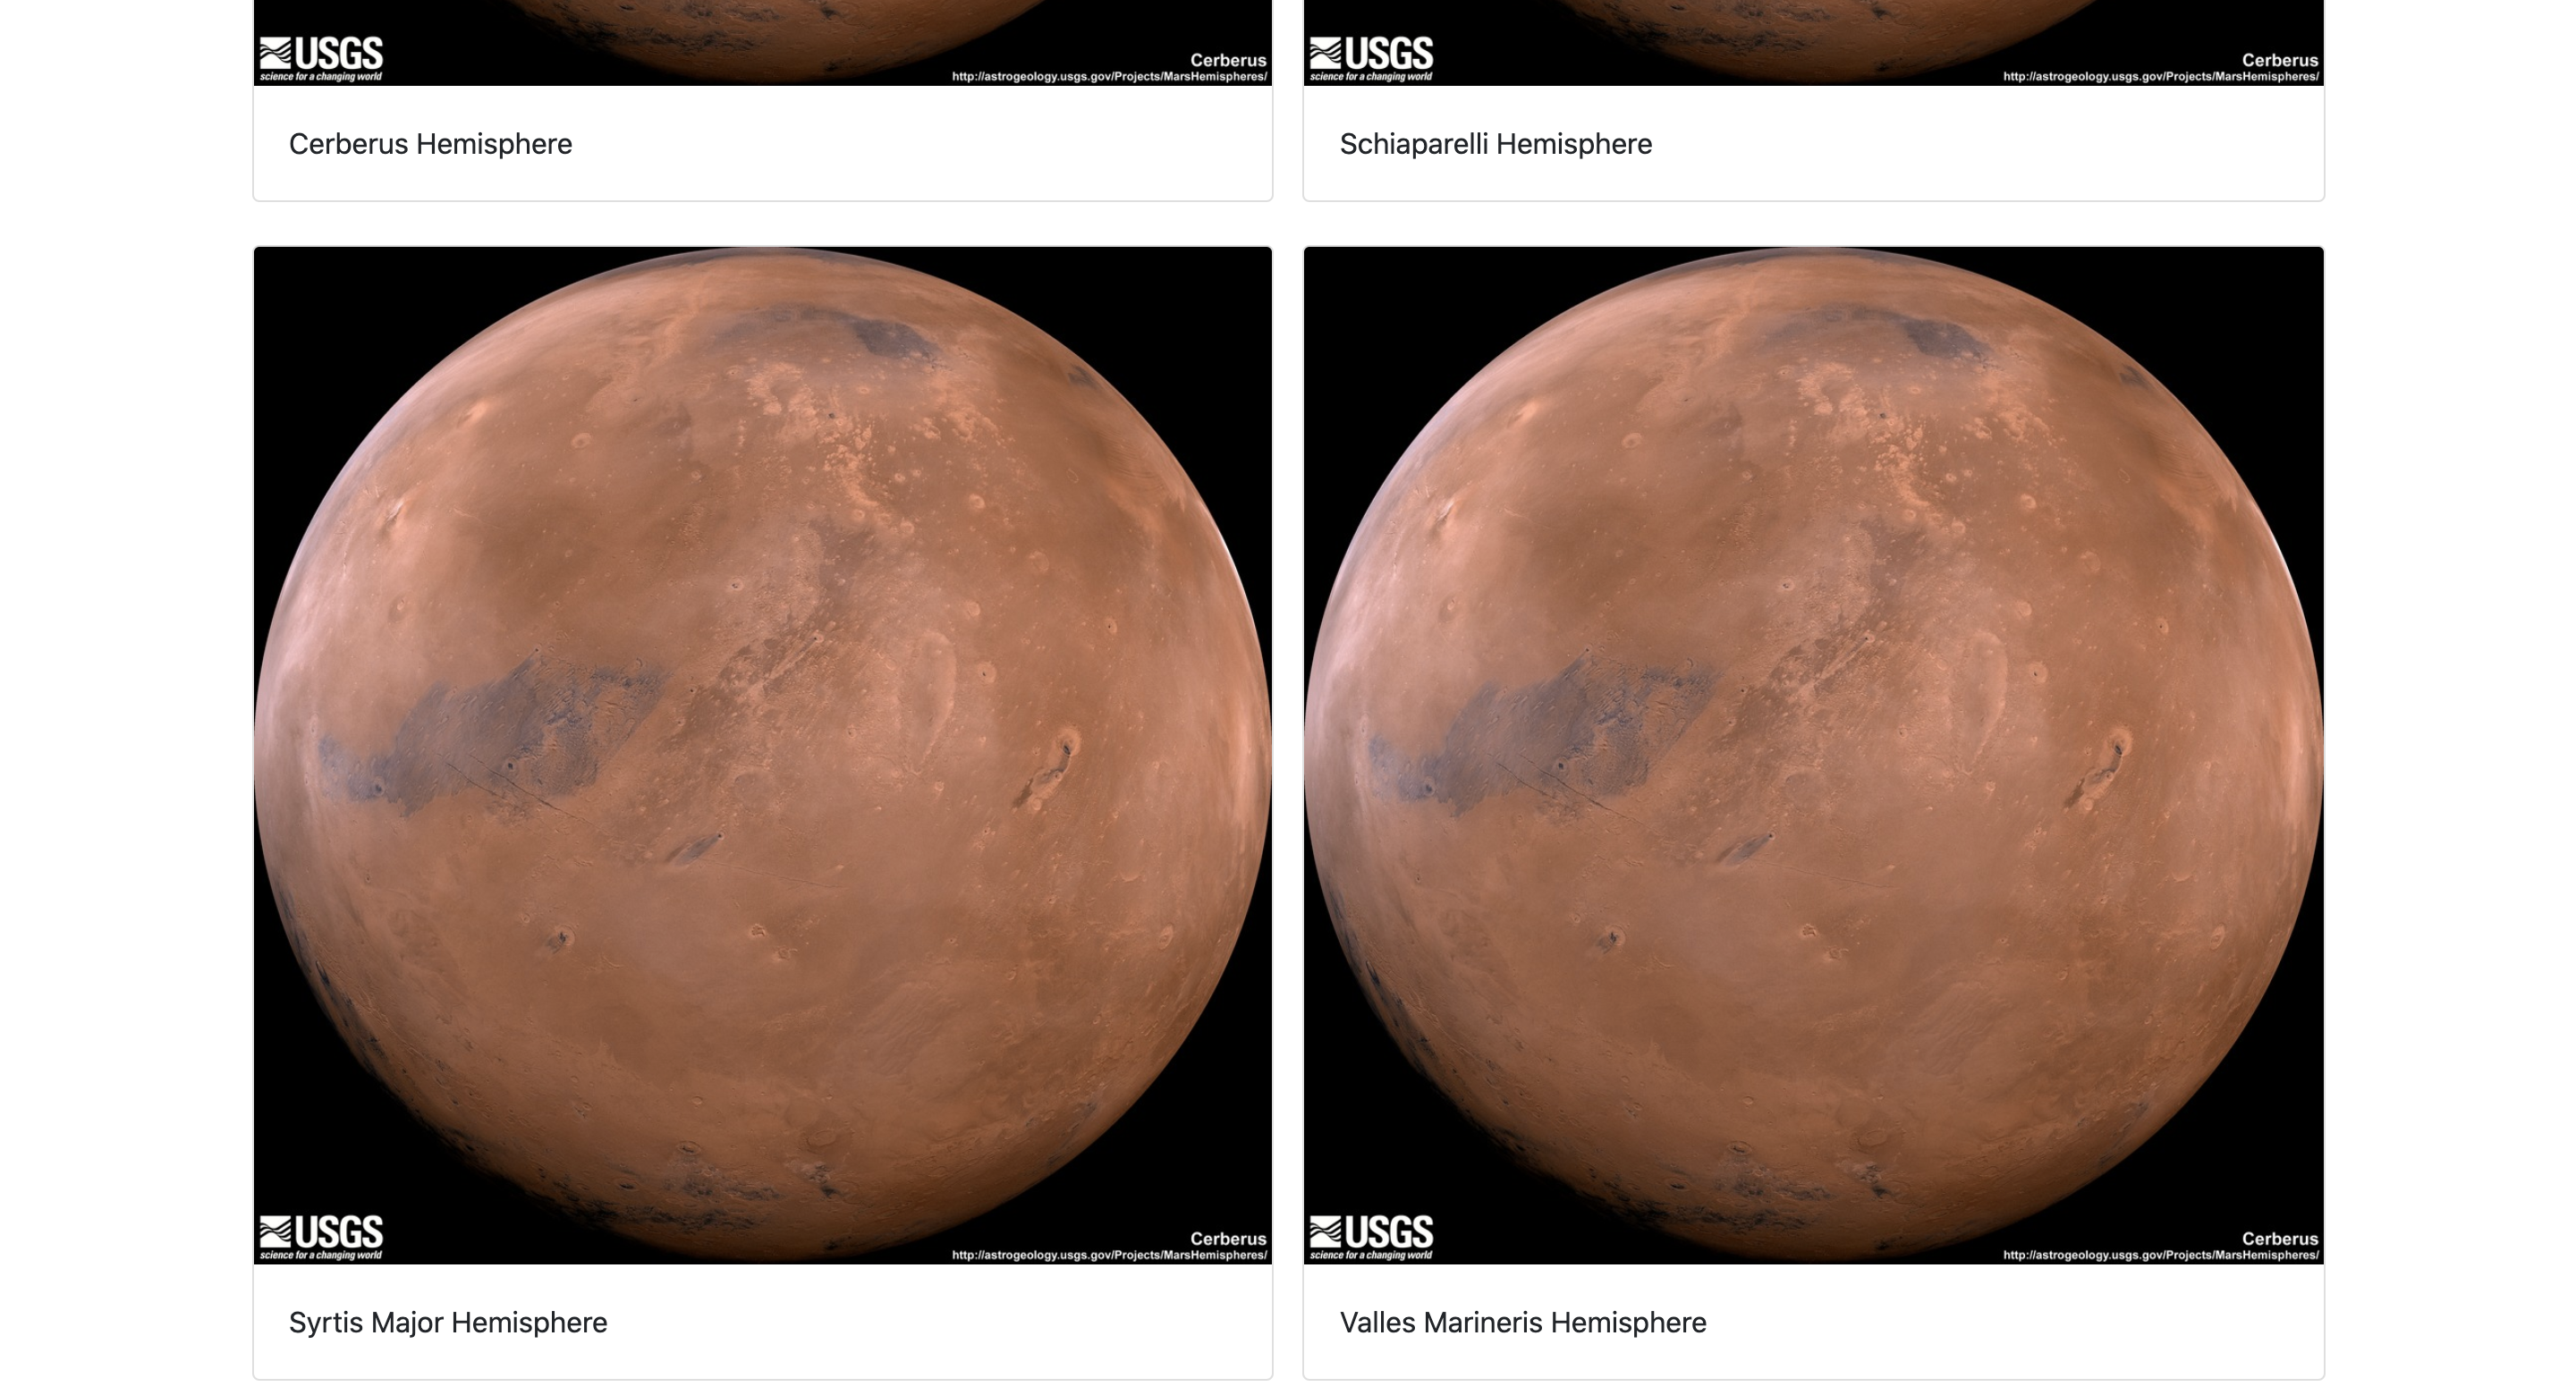 USGS
science for a changing world
Cerberus
http://astrogeology.usgs.gov/Projects/MarsHemispheres/
USGS
science for a changing world
Cerberus
http://astrogeology.usgs.gov/Projects/MarsHemispheres/
Cerberus Hemisphere
Schiaparelli Hemisphere
USGS
science for a changing world
Cerberus
http://astrogeology.usgs.gov/Projects/MarsHemispheres/
USGS
science for a changing world
Cerberus
http://astrogeology.usgs.gov/Projects/MarsHemispheres/
Syrtis Major Hemisphere
Valles Marineris Hemisphere